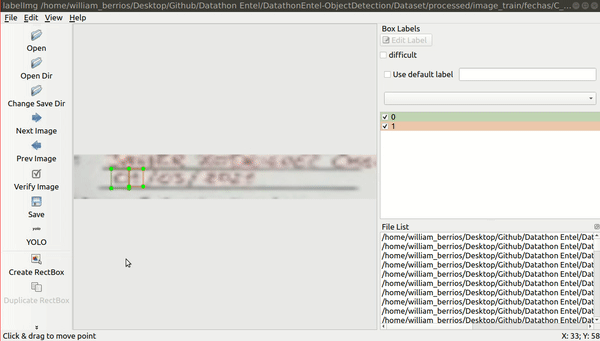 labelImg /home/william_berrios/Desktop/Github/Datathon Entel/DatathonEntel-ObjectDetection/Dataset/processed/image_train/fechas/C_...
File Edit View Help
Open
Open Dir
Change Save Dir
Next Image
Prev Image
Verify Image
Save
YOLO
Create RectBox
Duplicate RectBox
Box Labels
Edit Label
difficult
Use default label
0
1
File List
/home/william_berrios/Desktop/Github/Datathon Entel/Dat
/home/william_berrios/Desktop/Github/Datathon Entel/Dat
/home/william_berrios/Desktop/Github/Datathon Entel/Dat
/home/william_berrios/Desktop/Github/Datathon Entel/Dat
/home/william_berrios/Desktop/Github/Datathon Entel/Dat
/home/william_berrios/Desktop/Github/Datathon Entel/Dat
/home/william_berrios/Desktop/Github/Datathon Entel/Dat
/home/william_berrios/Desktop/Github/Datathon Entel/Dat
/home/william_berrios/Desktop/Github/Datathon Entel/Dat
/home/william_berrios/Desktop/Github/Datathon Entel/Dat
Click & drag to move point
X: 33; Y: 58